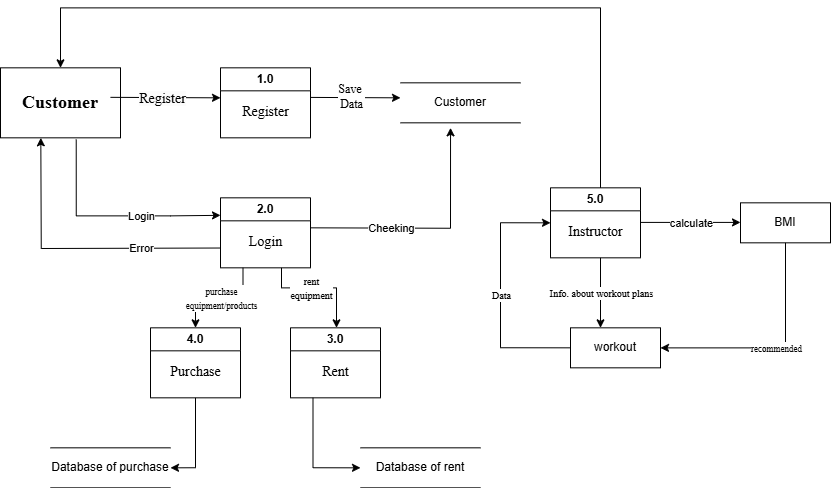 1.0
Customer
Register
Register
Save
Data
Customer
5.0
Instructor
calculate
BMI
2.0
Login
Login
Error
Cheeking
purchase
equipment/products
rent
equipment
Data
Info. about workout plans
4.0
Purchase
3.0
Rent
workout
recommended
Database of purchase
Database of rent